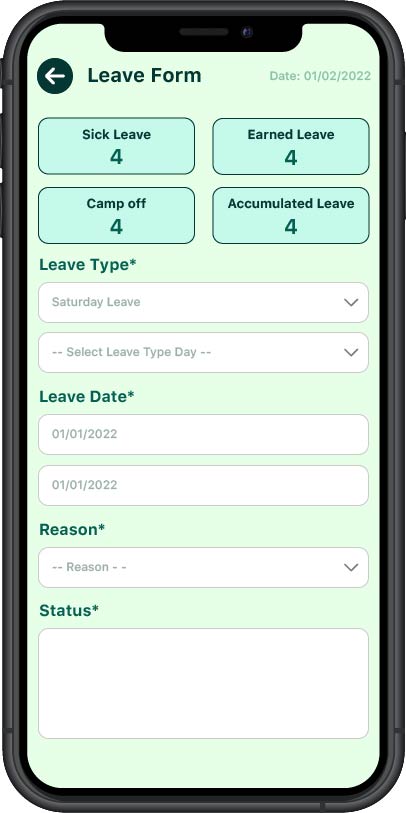 Leave Form
Date: 01/02/2022
Sick Leave
4
Earned Leave
4
Camp off
4
Accumulated Leave
4
Leave Type*
Saturday Leave
-- Select Leave Type Day --
Leave Date*
01/01/2022
01/01/2022
Reason*
-- Reason - -
Status*